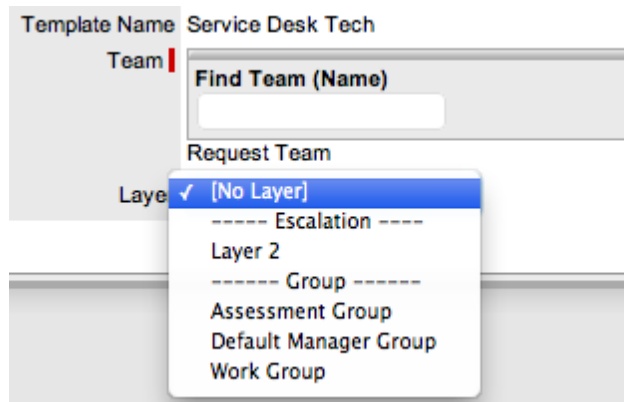 Template Name Service Desk Tech
Team
Find Team (Name)
Request Team
Laye
✓ [No Layer]
----- Escalation ----
Layer 2
------ Group ------
Assessment Group
Default Manager Group
Work Group